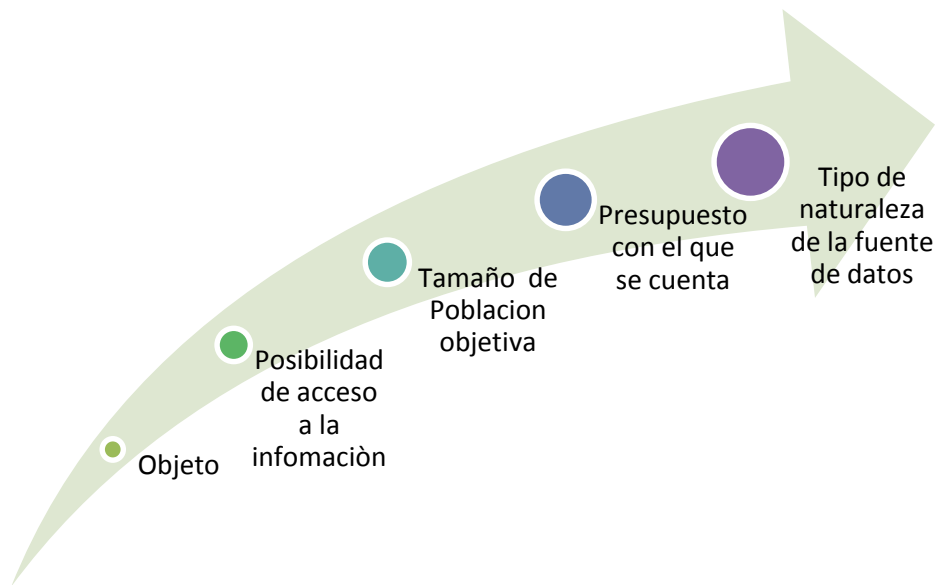 Objeto
Posibilidad
de acceso
a la
infomaciòn
Tamaño de
Poblacion
objetiva
Presupuesto
con el que
se cuenta
Tipo de
naturaleza
de la fuente
de datos